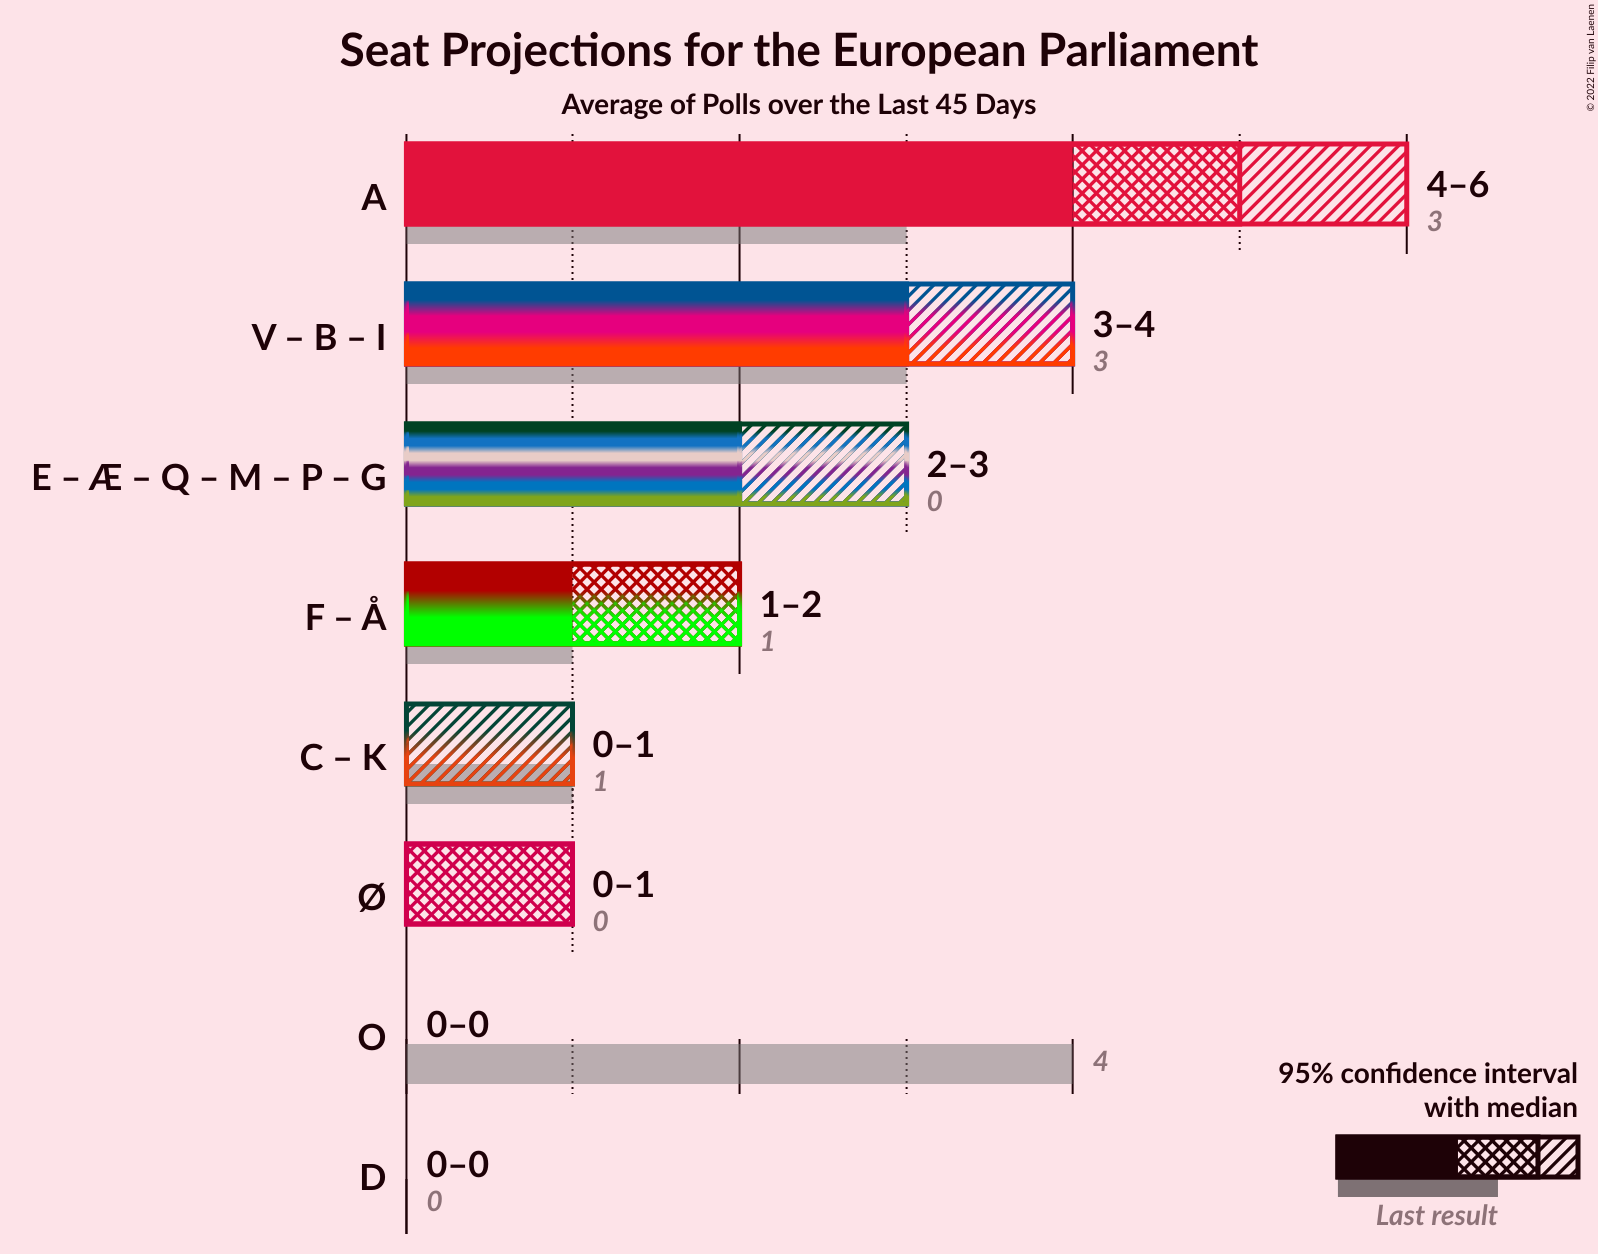 Seat Projections for the European Parliament
Average of Polls over the Last 45 Days
© 2022 Filip van Laenen
A
4–6
3
V – B – I
3–4
3
E – Æ – Q – M – P – G
2–3
0
F – Å
1–2
1
C – K
0–1
1
Ø
0–1
0
O
0–0
4
D
0–0
0
95% confidence interval
with median
Last result